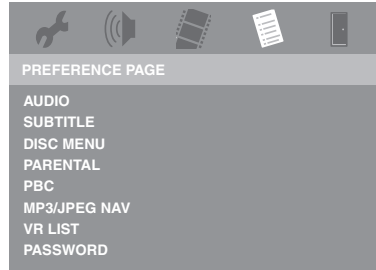 PREFERENCE PAGE
AUDIO
SUBTITLE
DISC MENU
PARENTAL
PBC
MP3/JPEG NAV
VR LIST
PASSWORD